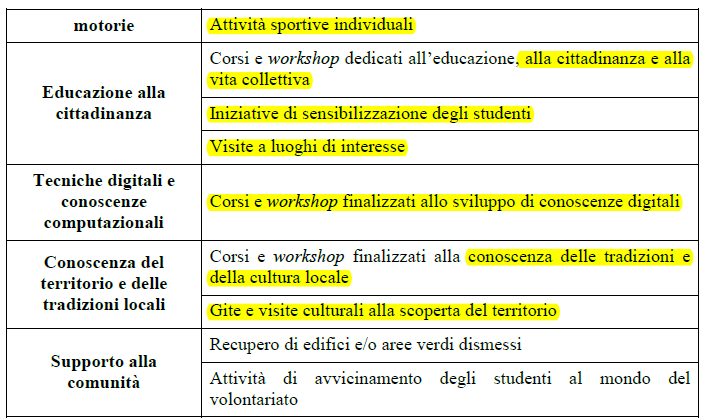 motorie
Attività sportive individuali
Educazione alla
cittadinanza
Corsi e workshop dedicati all’educazione, alla cittadinanza e alla
vita collettiva
Iniziative di sensibilizzazione degli studenti
Visite a luoghi di interesse
Tecniche digitali e
conoscenze
computazionali
Corsi e workshop finalizzati allo sviluppo di conoscenze digitali
Conoscenza del
territorio e delle
tradizioni locali
Corsi e workshop finalizzati alla conoscenza delle tradizioni e
della cultura locale
Gite e visite culturali alla scoperta del territorio
Supporto alla
comunità
Recupero di edifici e/o aree verdi dismessi
Attività di avvicinamento degli studenti al mondo del
volontariato